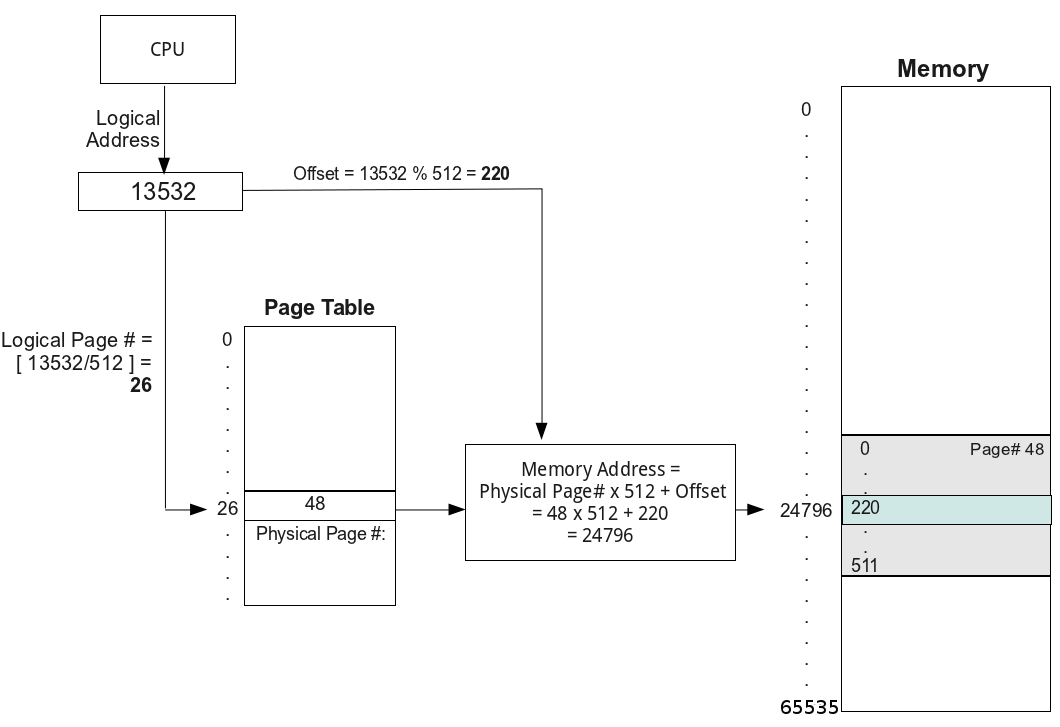 CPU
Logical
Address
13532
Offset = 13532 % 512 = 220
Logical Page # =
[ 13532/512 ] =
26
Page Table
0
26
48
Physical Page #:
Memory Address =
Physical Page# x 512 + Offset
= 48 x 512 + 220
= 24796
Memory
0
24796
65535
0
Page# 48
220
511